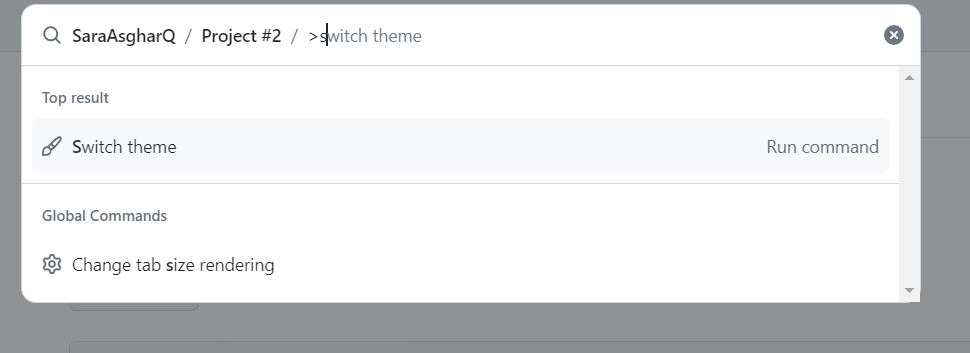 SaraAsgharQ / Project #2 / >switch theme
Top result
Switch theme Run command
Global Commands
Change tab size rendering